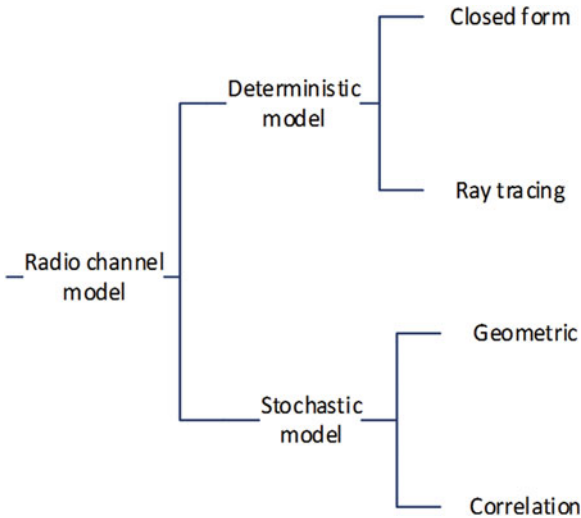 Closed form
Deterministic
model
Ray tracing
Radio channel
model
Geometric
Stochastic
model
Correlation